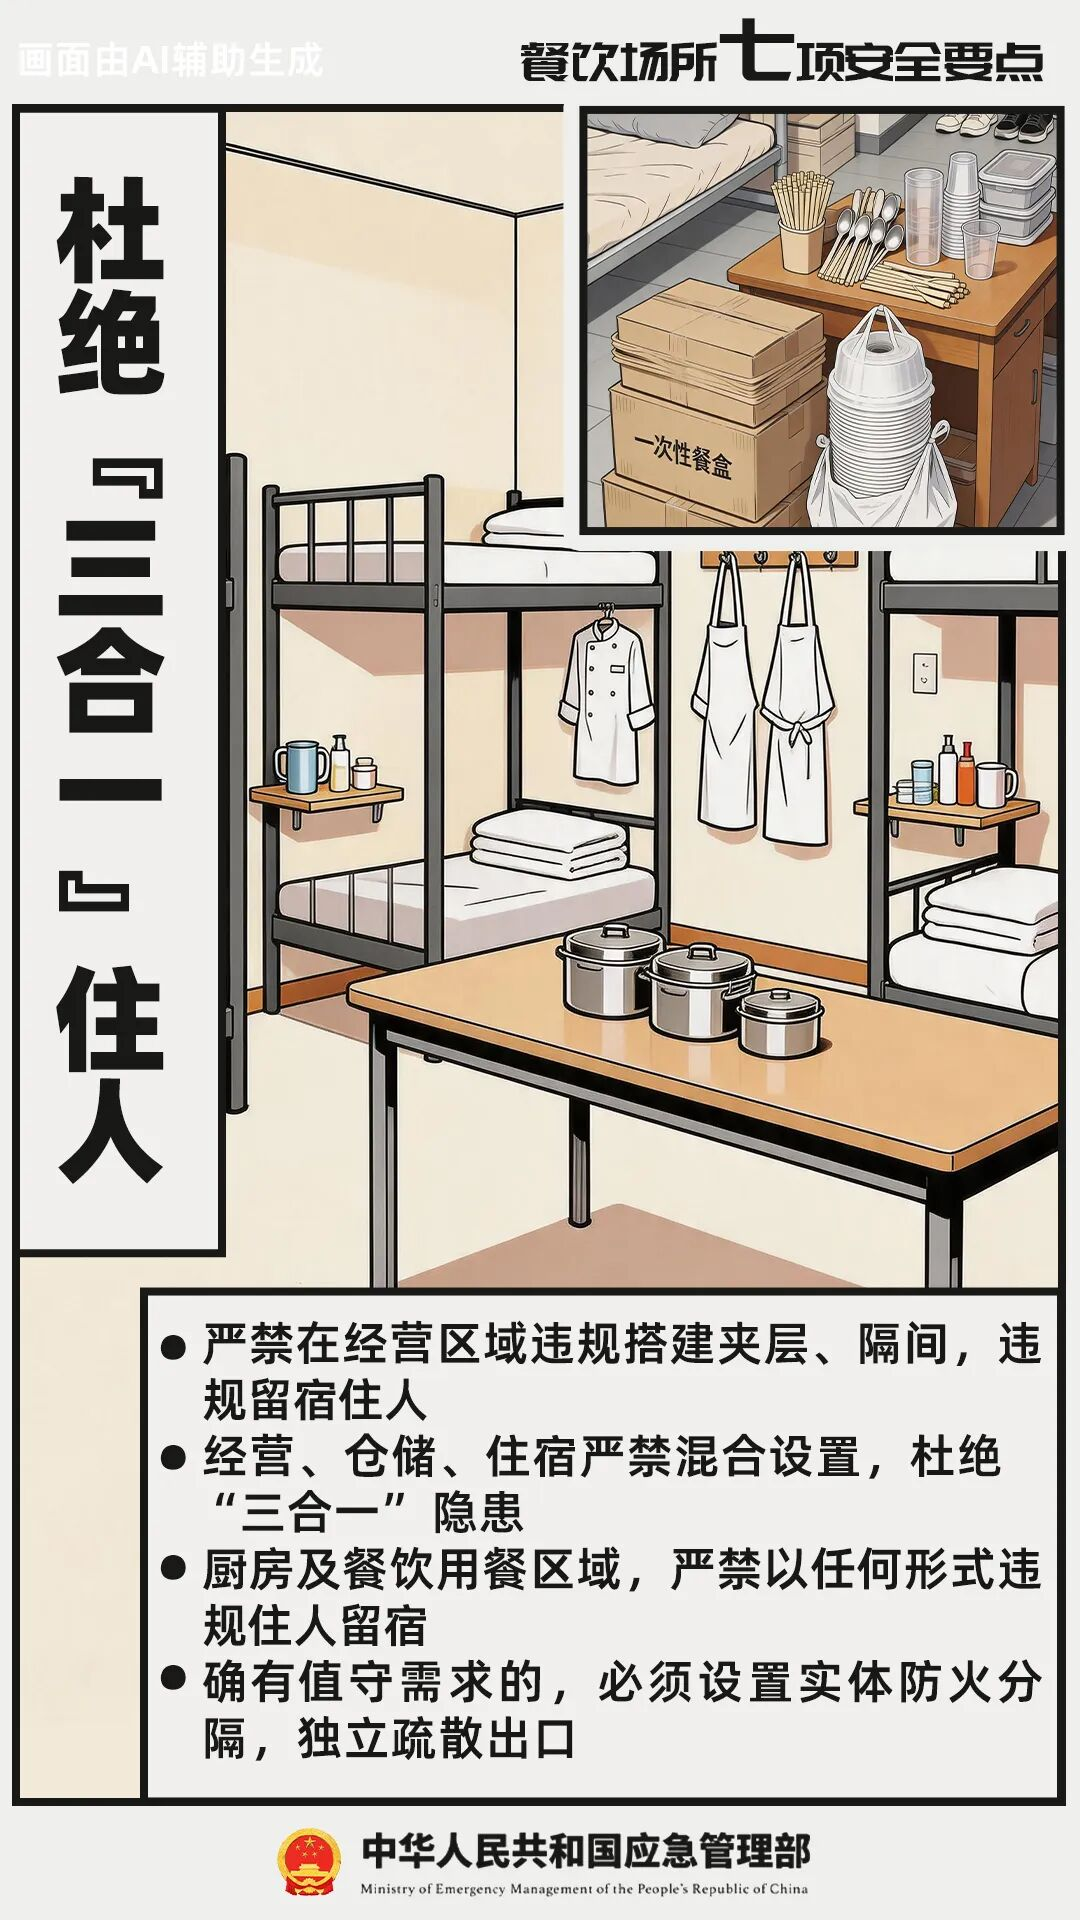 画面由AI辅助生成
餐饮场所七项安全要点
杜绝『三合一』住人
一次性餐盒
严禁在经营区域违规搭建夹层、隔间，违
规留宿住人
经营、仓储、住宿严禁混合设置，杜绝
“三合一”隐患
厨房及餐饮用餐区域，严禁以任何形式违
规住人留宿
确有值守需求的，必须设置实体防火分
隔，独立疏散出口
中华人民共和国应急管理部
Ministry of Emergency Management of the People's Republic of China